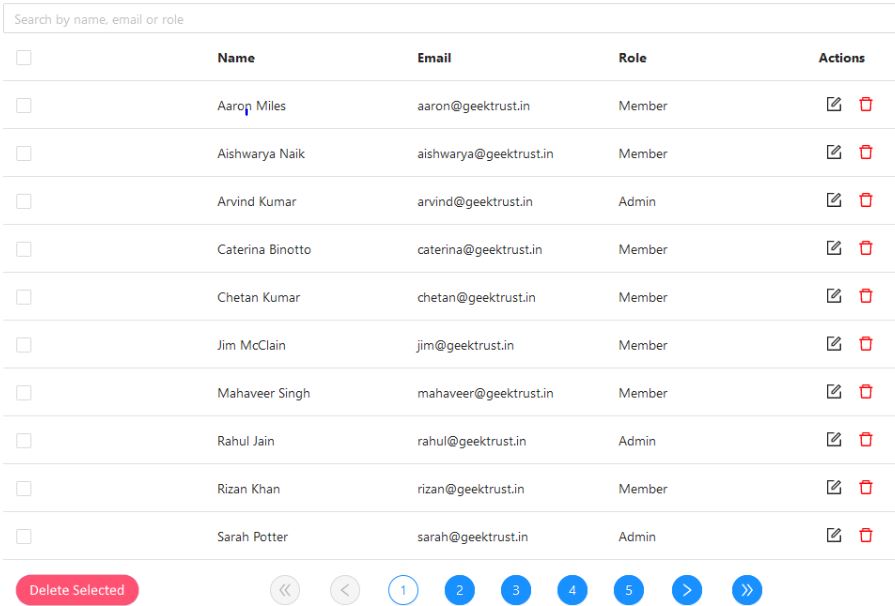 Search by name, email or role
Name Email Role Actions
Aaron Miles aaron@geektrust.in Member
Aishwarya Naik aishwarya@geektrust.in Member
Arvind Kumar arvind@geektrust.in Admin
Caterina Binotto caterina@geektrust.in Member
Chetan Kumar chetan@geektrust.in Member
Jim McClain jim@geektrust.in Member
Mahaveer Singh mahaveer@geektrust.in Member
Rahul Jain rahul@geektrust.in Admin
Rizan Khan rizan@geektrust.in Member
Sarah Potter sarah@geektrust.in Admin
Delete Selected « < 1 2 3 4 5 > »